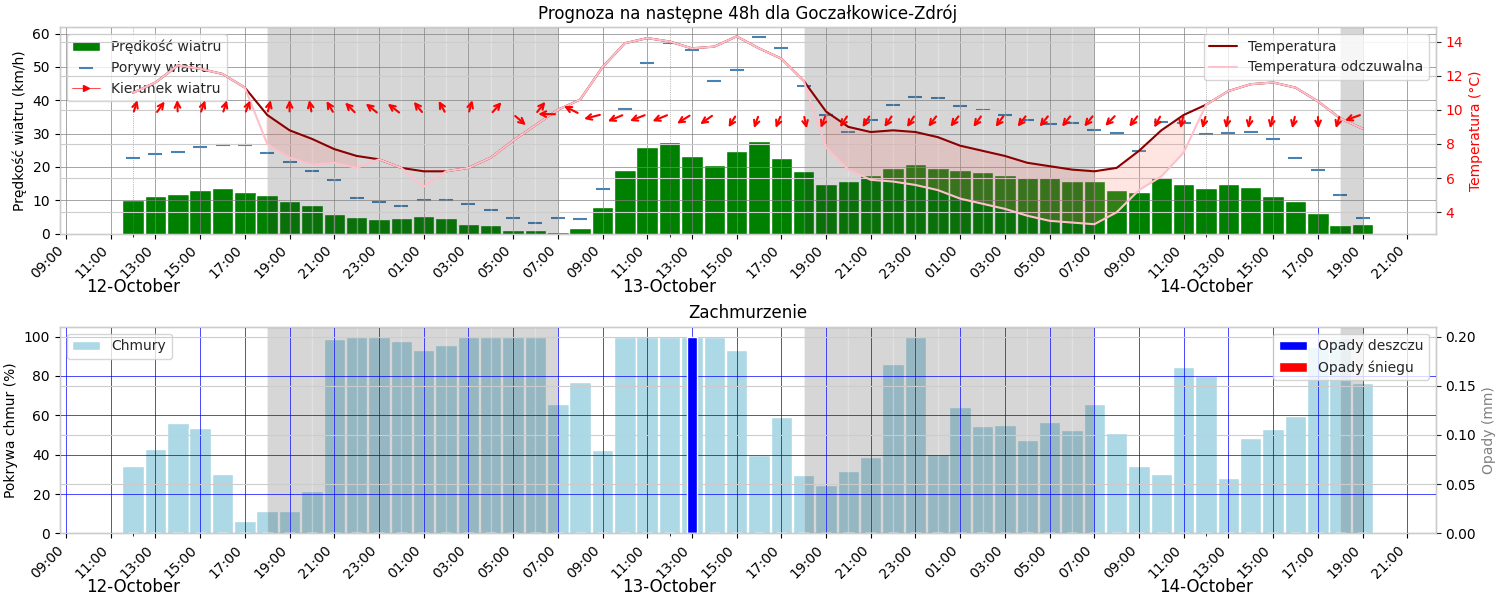 Prognoza na następne 48h dla Goczałkowice-Zdrój
Prędkość wiatru (km/h)
60
50
40
30
20
10
0
Prędkość wiatru
Porywy wiatru
Kierunek wiatru
Temperatura
Temperatura odczuwalna
14
12
10
8
6
4
Temperatura (°C)
09:00 11:00 13:00 15:00 17:00 19:00 21:00 23:00 01:00 03:00 05:00 07:00 09:00 11:00 13:00 15:00 17:00 19:00 21:00 23:00 01:00 03:00 05:00 07:00 09:00 11:00 13:00 15:00 17:00 19:00 21:00
12-October 13-October 14-October
Zachmurzenie
Pokrywa chmur (%)
100
80
60
40
20
0
Chmury
Opady deszczu
Opady śniegu
0.20
0.15
0.10
0.05
0.00
Opady (mm)
09:00 11:00 13:00 15:00 17:00 19:00 21:00 23:00 01:00 03:00 05:00 07:00 09:00 11:00 13:00 15:00 17:00 19:00 21:00 23:00 01:00 03:00 05:00 07:00 09:00 11:00 13:00 15:00 17:00 19:00 21:00
12-October 13-October 14-October